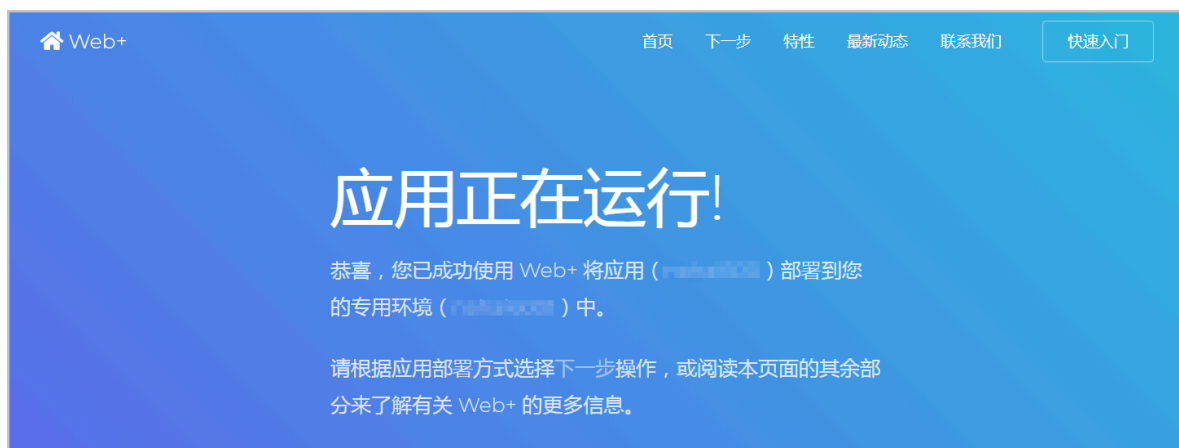 Web+
首页 下一步 特性 最新动态 联系我们 快速入门
应用正在运行!
恭喜，您已成功使用 Web+ 将应用（ ）部署到您
的专用环境（ ）中。
请根据应用部署方式选择下一步操作，或阅读本页面的其余部
分来了解有关 Web+ 的更多信息。